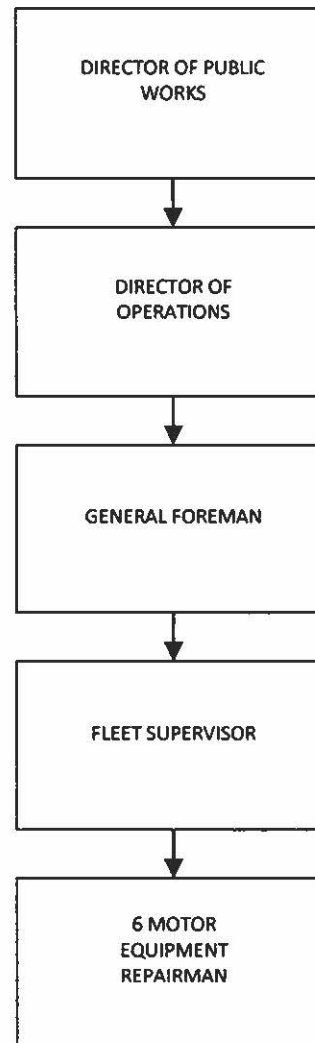 DIRECTOR OF PUBLIC
WORKS
DIRECTOR OF
OPERATIONS
GENERAL FOREMAN
FLEET SUPERVISOR
6 MOTOR
EQUIPMENT
REPAIRMAN